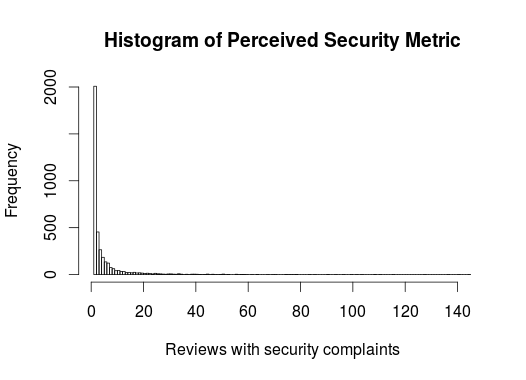 Histogram of Perceived Security Metric
Frequency
2000
1000
500
0
0 20 40 60 80 100 120 140
Reviews with security complaints